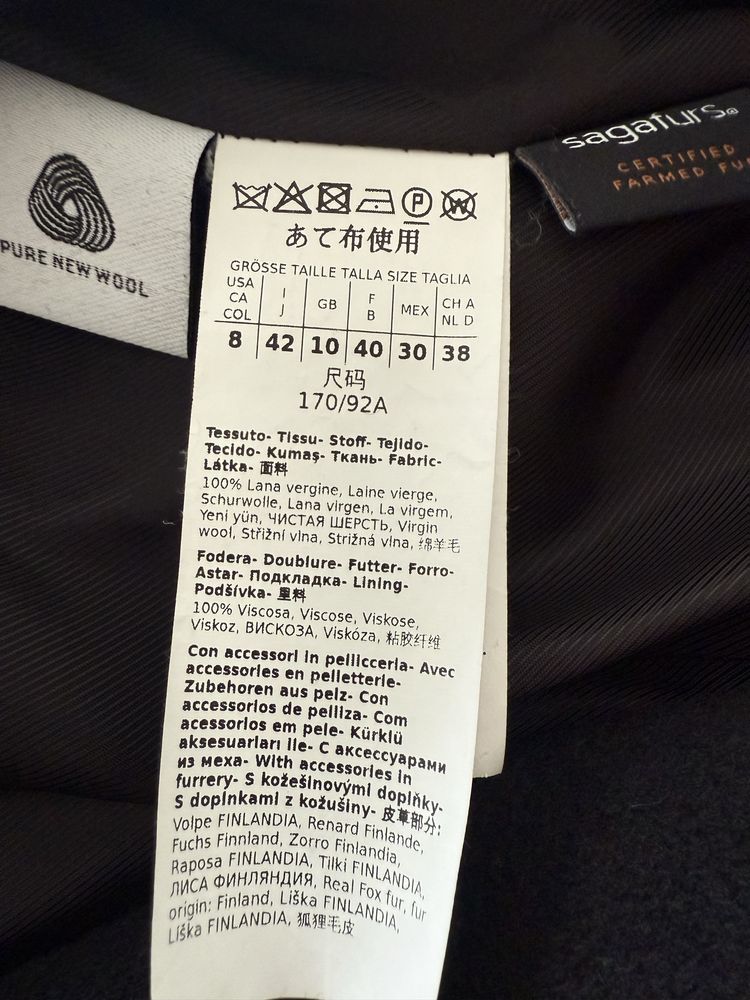 PURE NEW WOOL
sagafurs®
CERTIFIED
FARMED FU
P W
あて布使用
GRÖSSE TAILLE TALLA SIZE TAGLIA
USA CA COL | I J | GB | F B | MEX | CH A NL D
8 | 42 | 10 | 40 | 30 | 38
尺码
170/92A
Tessuto- Tissu- Stoff- Tejido-
Tecido- Kumaş- Ткань- Fabric-
Látka- 面料
100% Lana vergine, Laine vierge,
Schurwolle, Lana virgen, La virgem,
Yeni yün, ЧИСТАЯ ШЕРСТЬ, Virgin
wool, Střižní vlna, Strižná vlna, 绵羊毛
Fodera- Doublure- Futter- Forro-
Astar- Подкладка- Lining-
Podšívka- 里料
100% Viscosa, Viscose, Viskose,
Viskoz, ВИСКОЗА, Viskóza, 粘胶纤维
Con accessori in pellicceria- Avec
accessories en pelletterie-
Zubehoren aus pelz- Con
accessorios de pelliza- Com
acessorios em pele- Kürklü
aksesuarları ile- С аксессуарами
из меха- With accessories in
furrery- S kožešinovými doplňky-
S doplnkami z kožušiny- 皮草部分:
Volpe FINLANDIA, Renard Finlande,
Fuchs Finnland, Zorro Finlandia,
Raposa FINLANDIA, Tilki FINLANDIA,
ЛИСА ФИНЛЯНДИЯ, Real Fox fur, fur
origin: Finland, Liška FINLANDIA,
Líška FINLANDIA, 狐狸毛皮